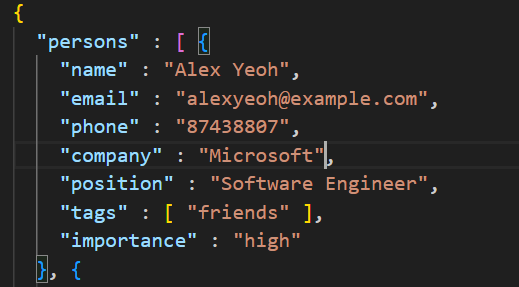 {
"persons" : [ {
"name" : "Alex Yeoh",
"email" : "alexyeoh@example.com",
"phone" : "87438807",
"company" : "Microsoft",
"position" : "Software Engineer",
"tags" : [ "friends" ],
"importance" : "high"
}, {